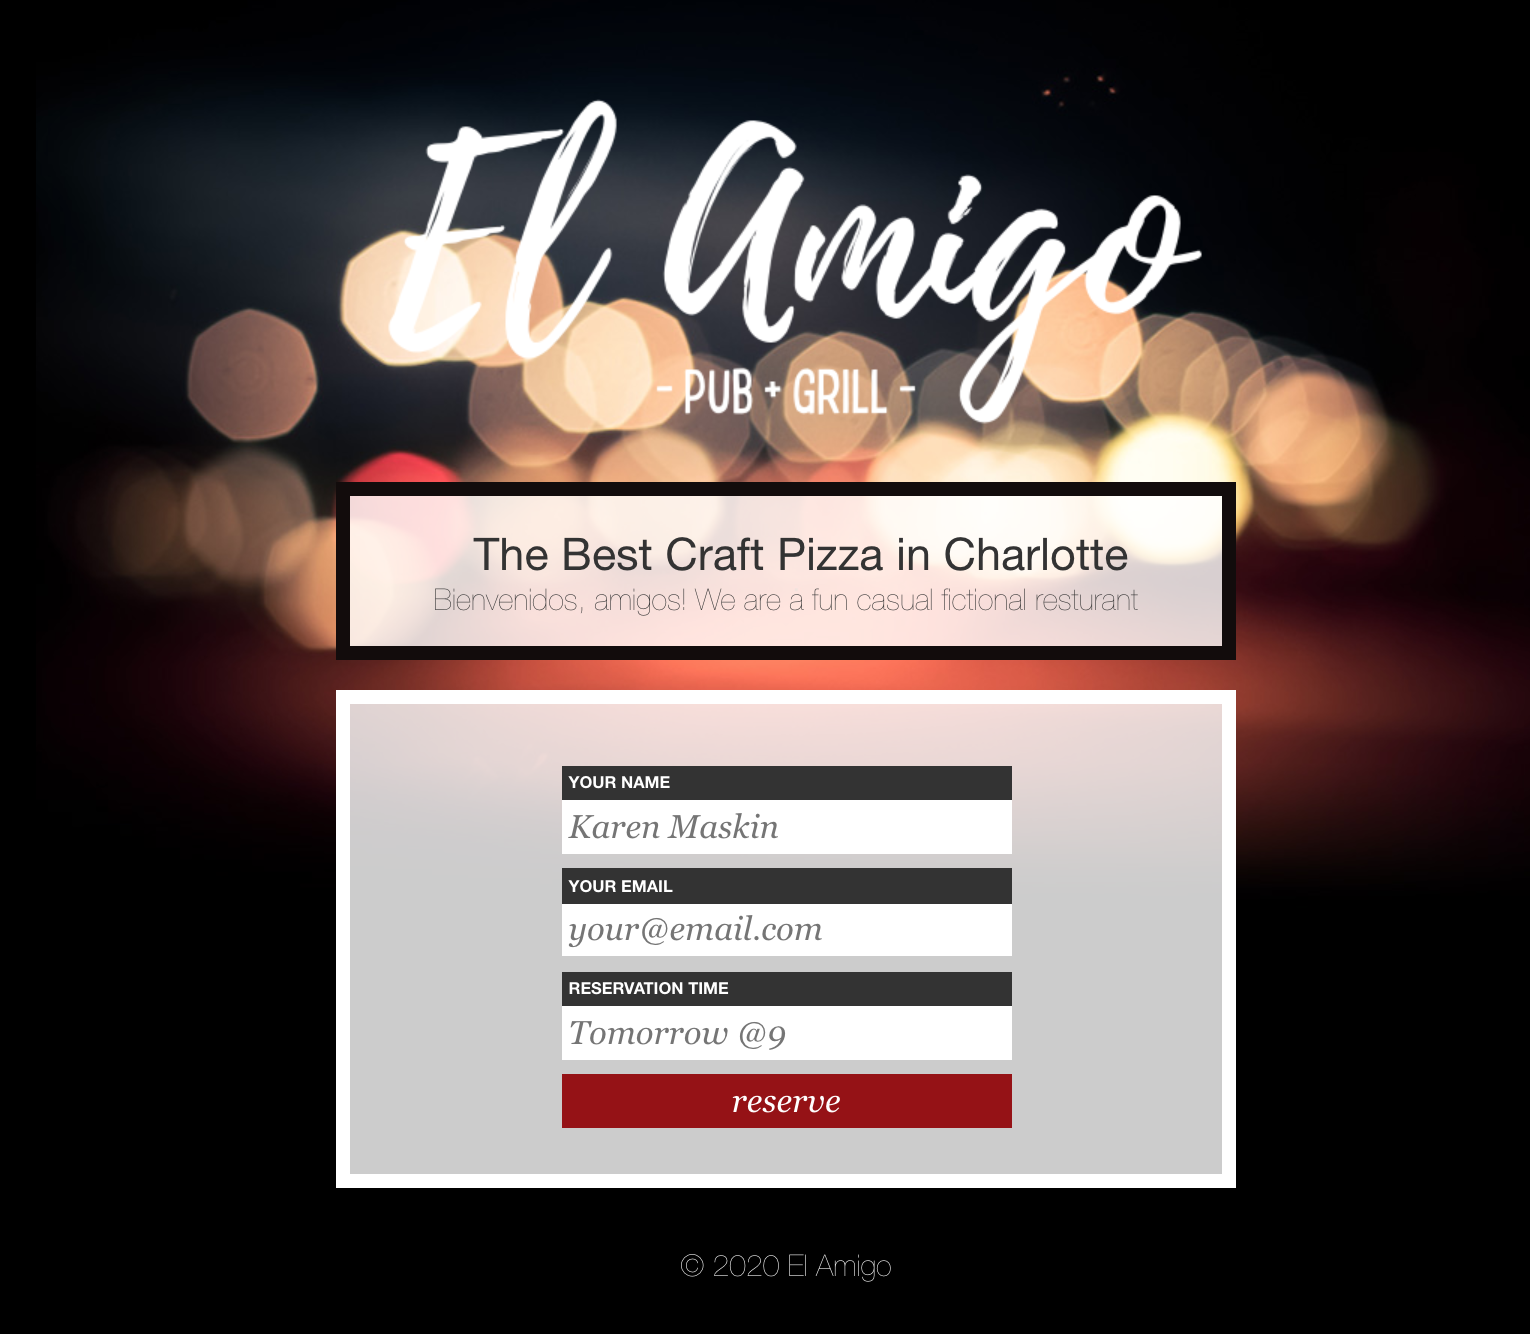 El Amigo
- PUB + GRILL -
The Best Craft Pizza in Charlotte
Bienvenidos, amigos! We are a fun casual fictional resturant
YOUR NAME
Karen Maskin
YOUR EMAIL
your@email.com
RESERVATION TIME
Tomorrow @9
reserve
© 2020 El Amigo